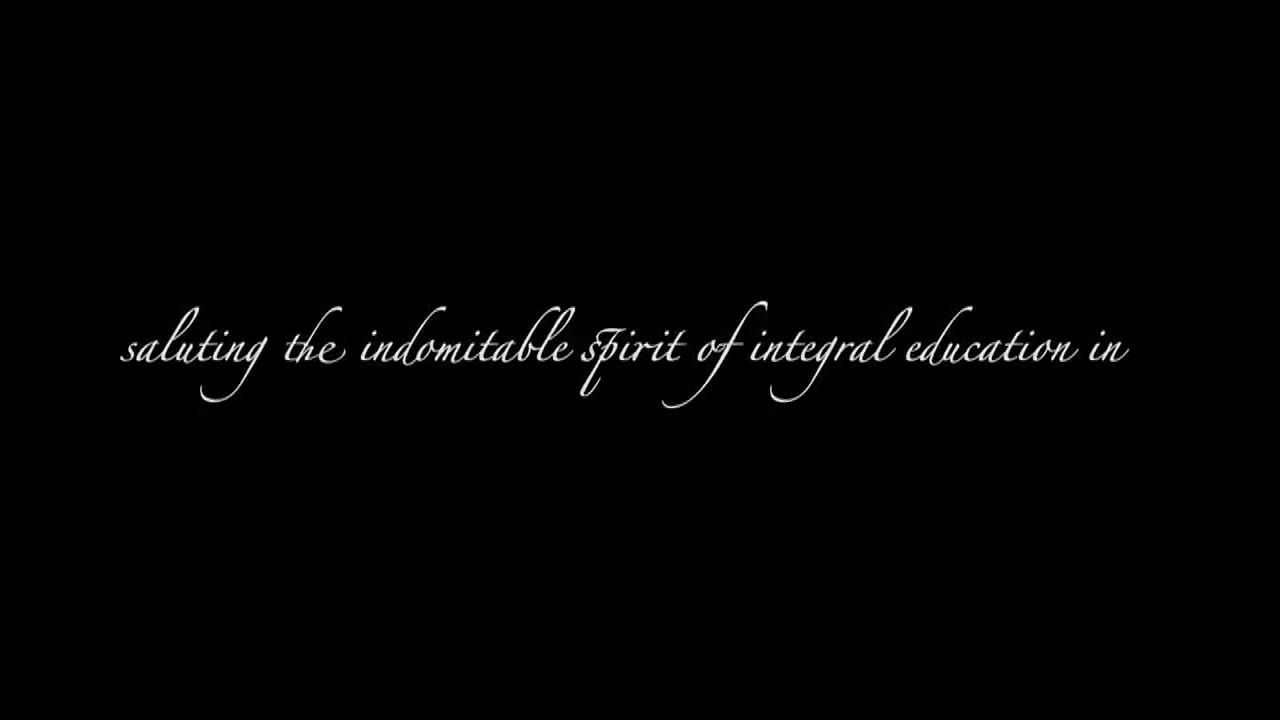 saluting the indomitable spirit of integral education in